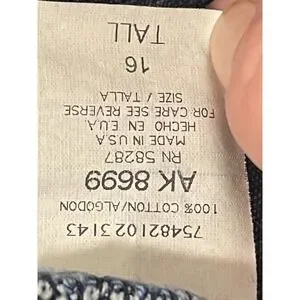 TALL
16
SIZE / TALLA
FOR CARE SEE REVERSE
HECHO EN E.U.A.
MADE IN U.S.A.
RN 58287
AK 8699
100% COTTON/ALGODON
754821023143